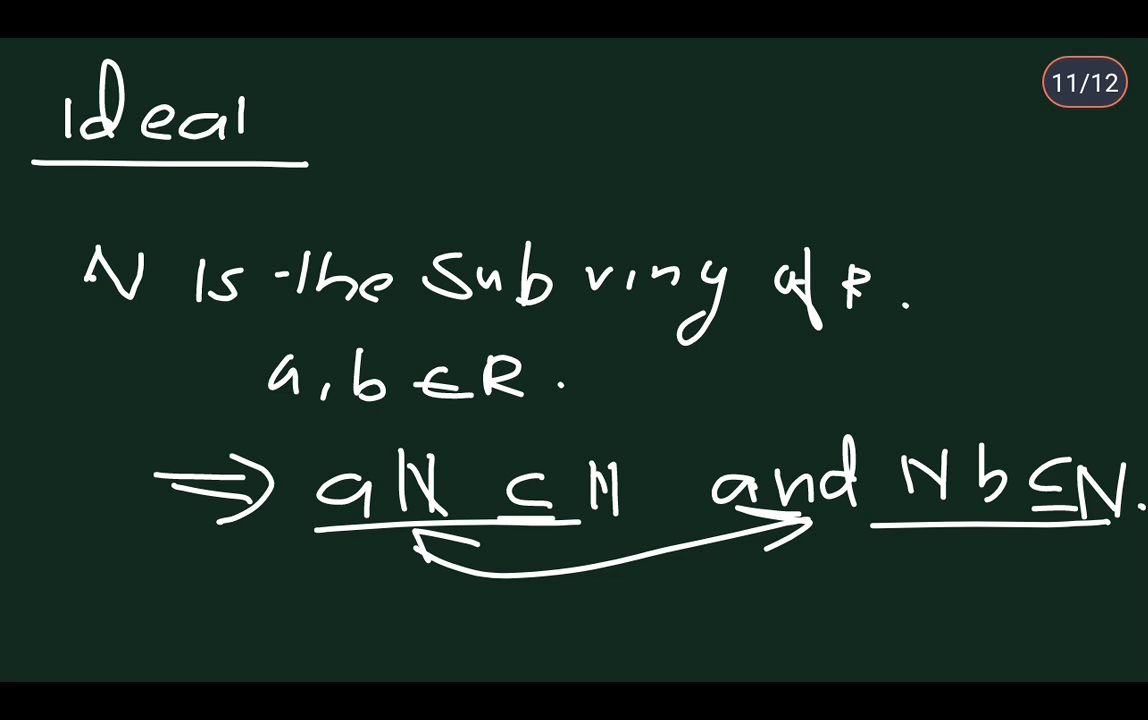 Ideal
11/12
N is the Subring of R.
a, b ∈ R.
⇒ aN ⊆ N and Nb ⊆ N.